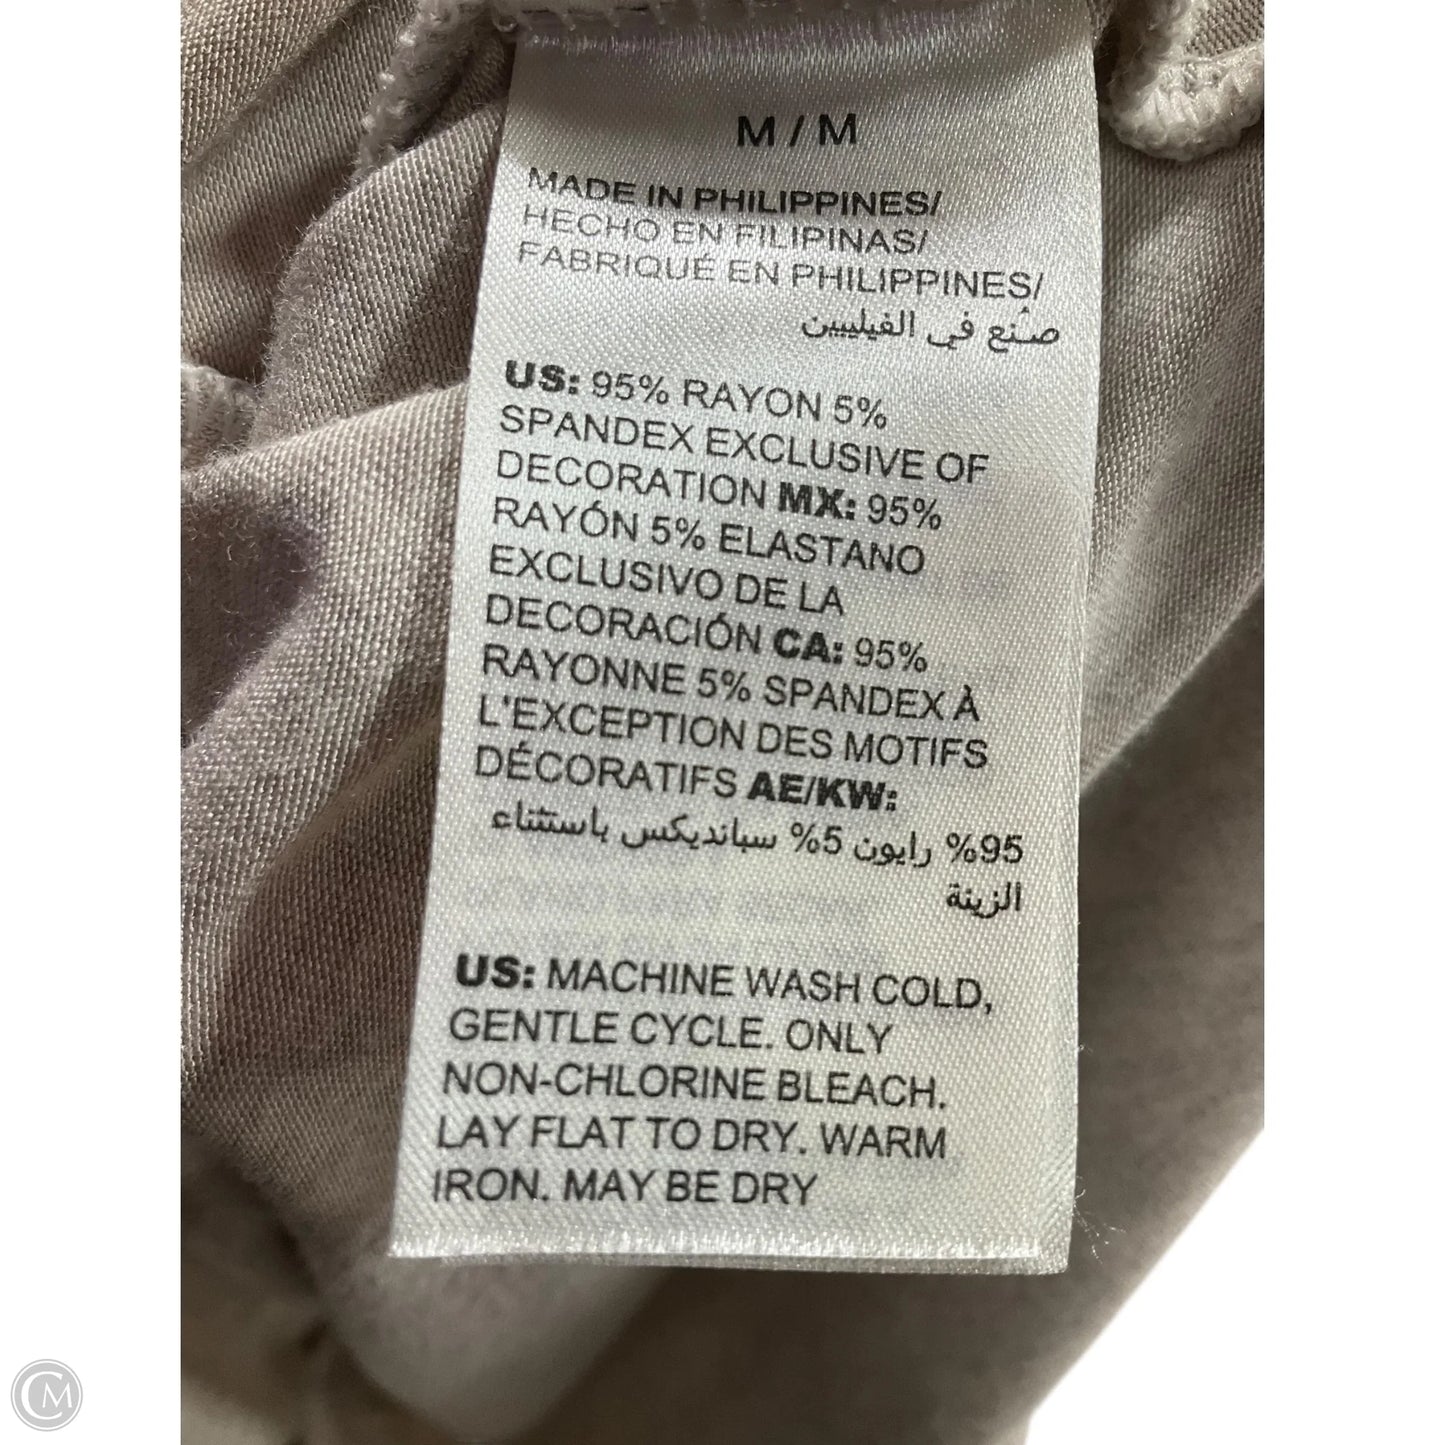 M / M
MADE IN PHILIPPINES/
HECHO EN FILIPINAS/
FABRIQUÉ EN PHILIPPINES/
صُنع في الفيليبين
US: 95% RAYON 5%
SPANDEX EXCLUSIVE OF
DECORATION MX: 95%
RAYÓN 5% ELASTANO
EXCLUSIVO DE LA
DECORACIÓN CA: 95%
RAYONNE 5% SPANDEX À
L'EXCEPTION DES MOTIFS
DÉCORATIFS AE/KW:
95% رايون 5% سبانديكس باستثناء
الزينة
US: MACHINE WASH COLD,
GENTLE CYCLE. ONLY
NON-CHLORINE BLEACH.
LAY FLAT TO DRY. WARM
IRON. MAY BE DRY
CM